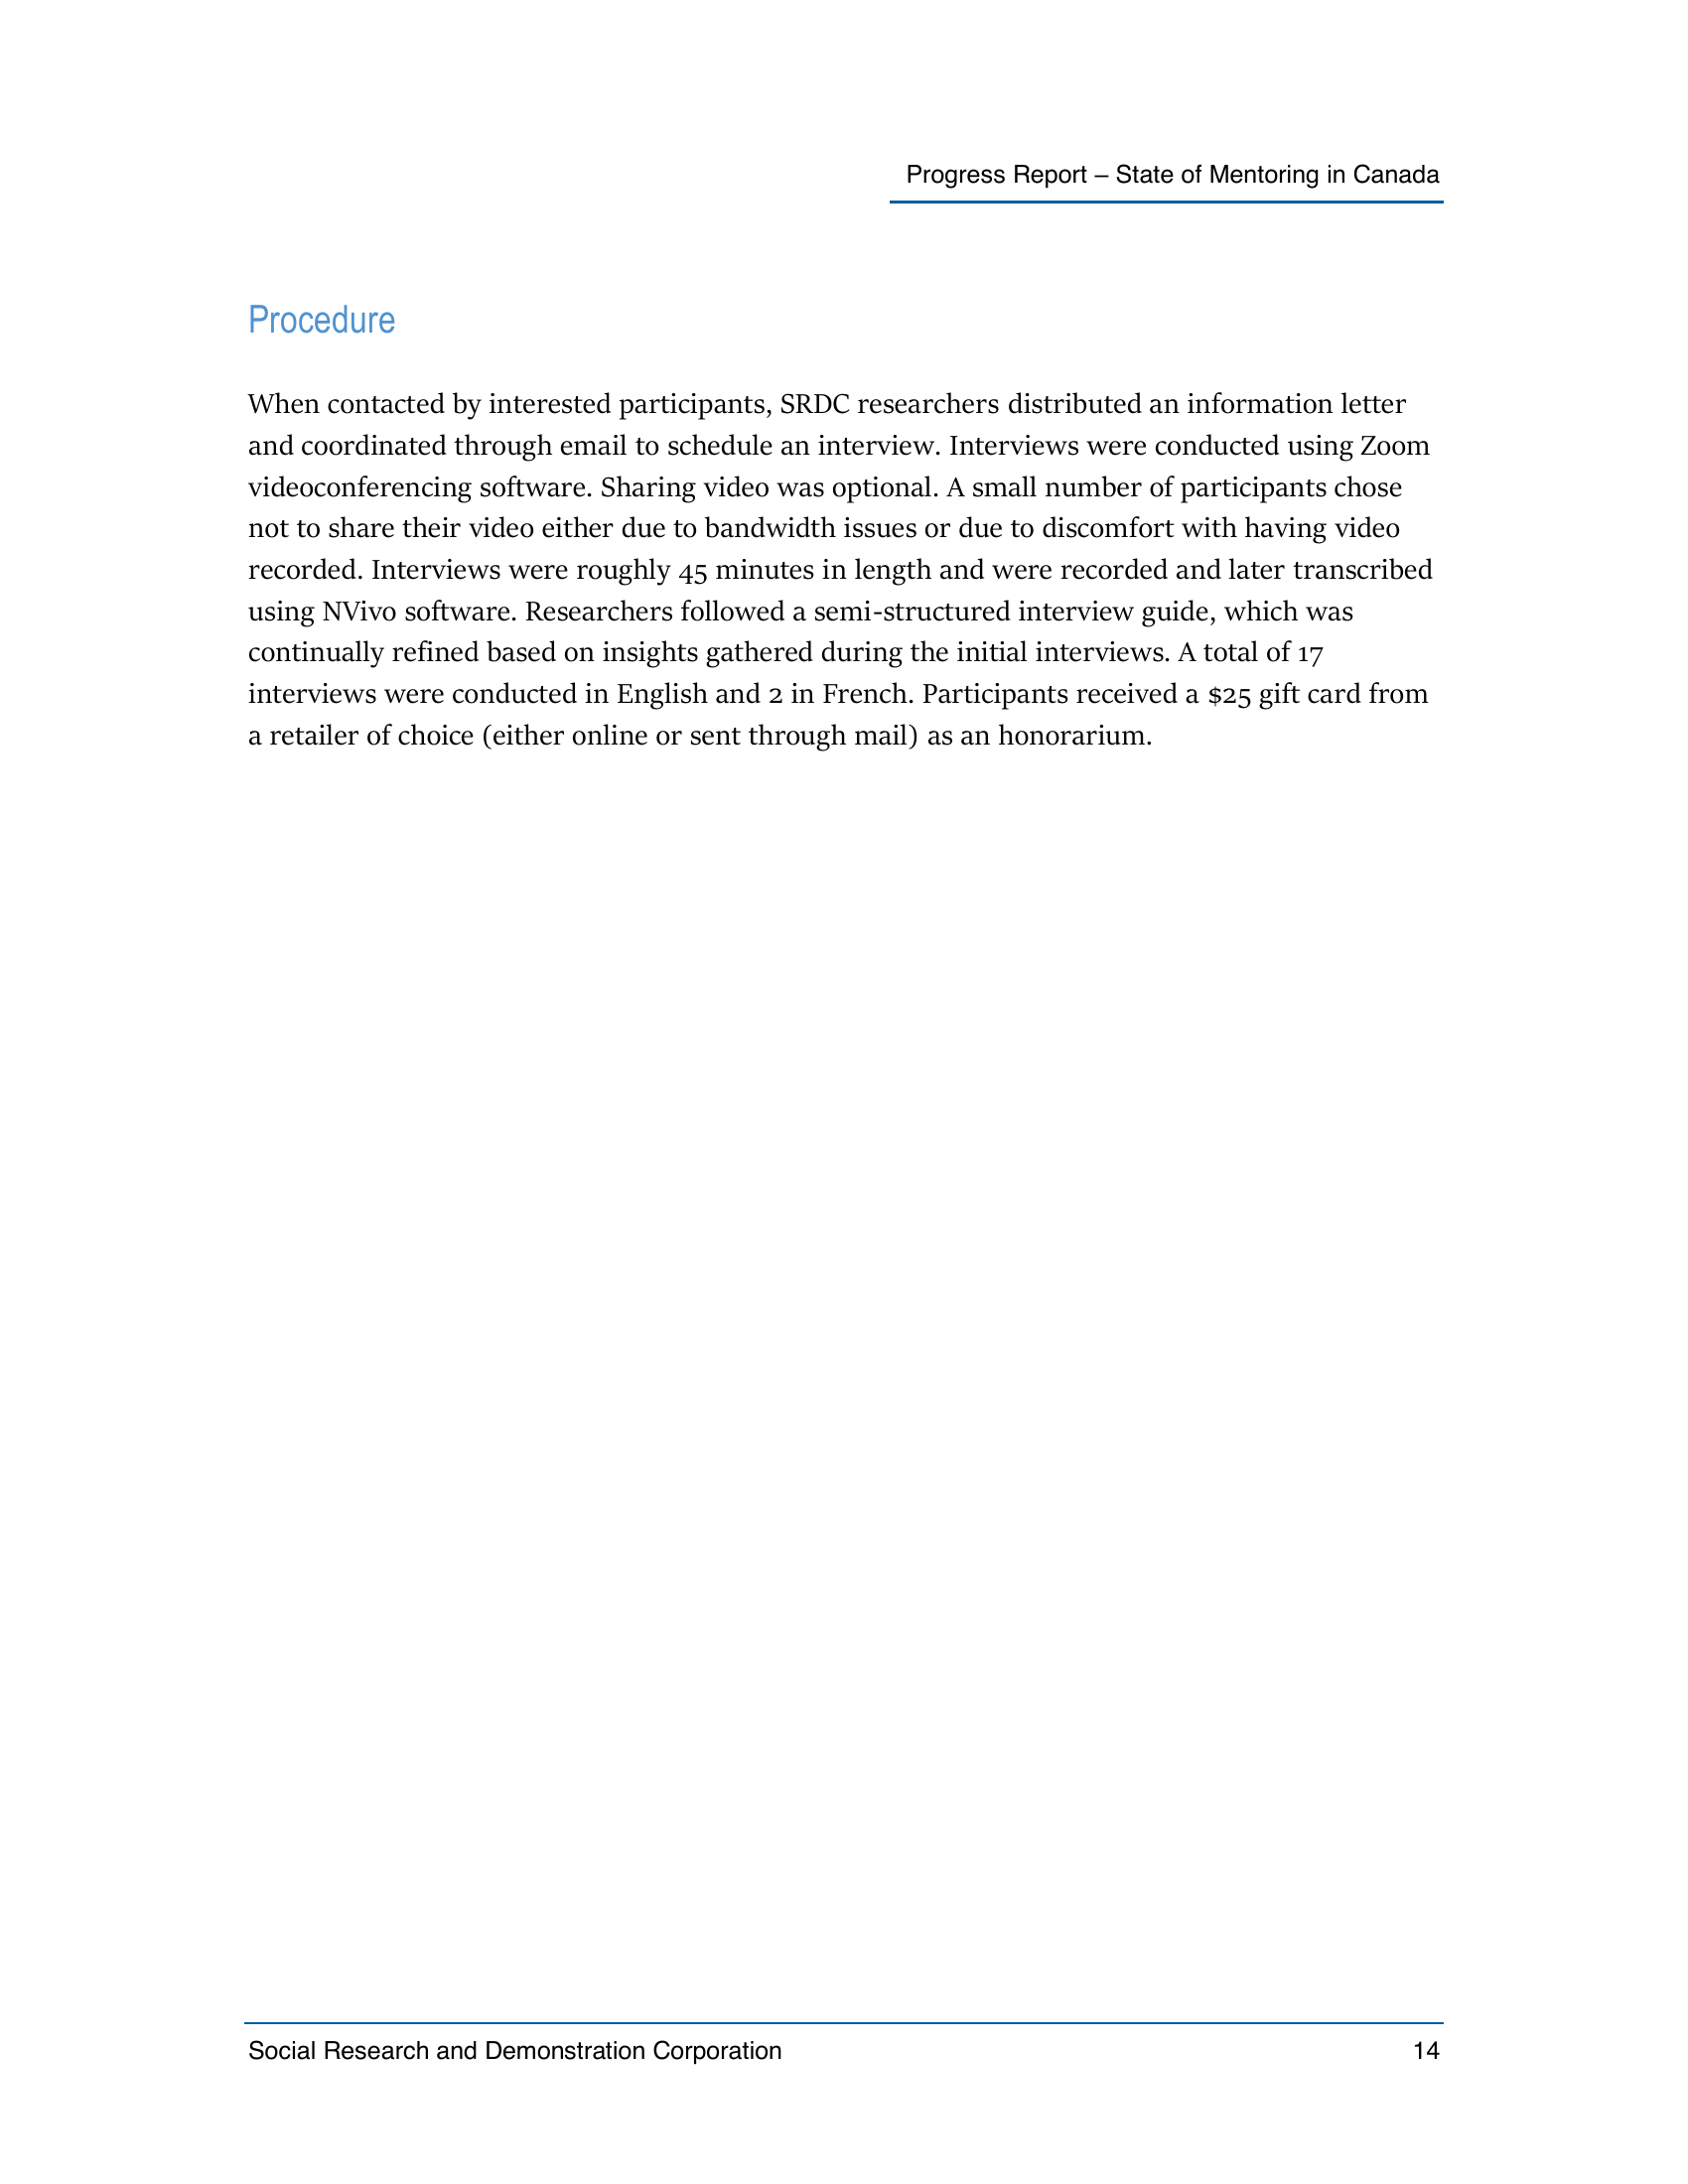 Progress Report – State of Mentoring in Canada
Procedure
When contacted by interested participants, SRDC researchers distributed an information letter
and coordinated through email to schedule an interview. Interviews were conducted using Zoom
videoconferencing software. Sharing video was optional. A small number of participants chose
not to share their video either due to bandwidth issues or due to discomfort with having video
recorded. Interviews were roughly 45 minutes in length and were recorded and later transcribed
using NVivo software. Researchers followed a semi-structured interview guide, which was
continually refined based on insights gathered during the initial interviews. A total of 17
interviews were conducted in English and 2 in French. Participants received a $25 gift card from
a retailer of choice (either online or sent through mail) as an honorarium.
Social Research and Demonstration Corporation 14